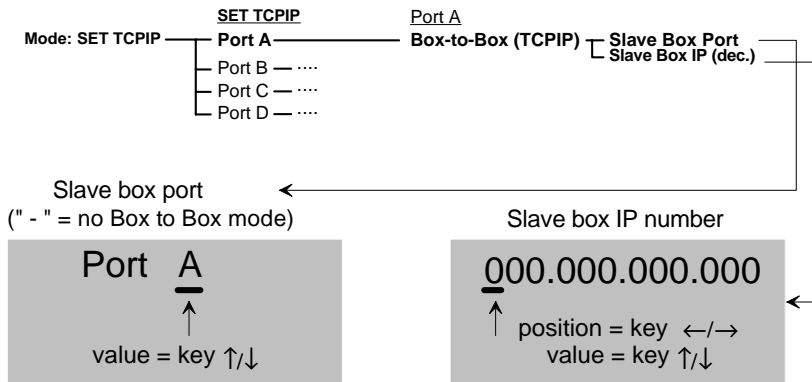 SET TCPIP Port A
Mode: SET TCPIP Port A Box-to-Box (TCPIP) Slave Box Port
Slave Box IP (dec.)
Port B ····
Port C ····
Port D ····
Slave box port
(" - " = no Box to Box mode)
Port A
value = key ↑/↓
Slave box IP number
000.000.000.000
position = key ←/→
value = key ↑/↓